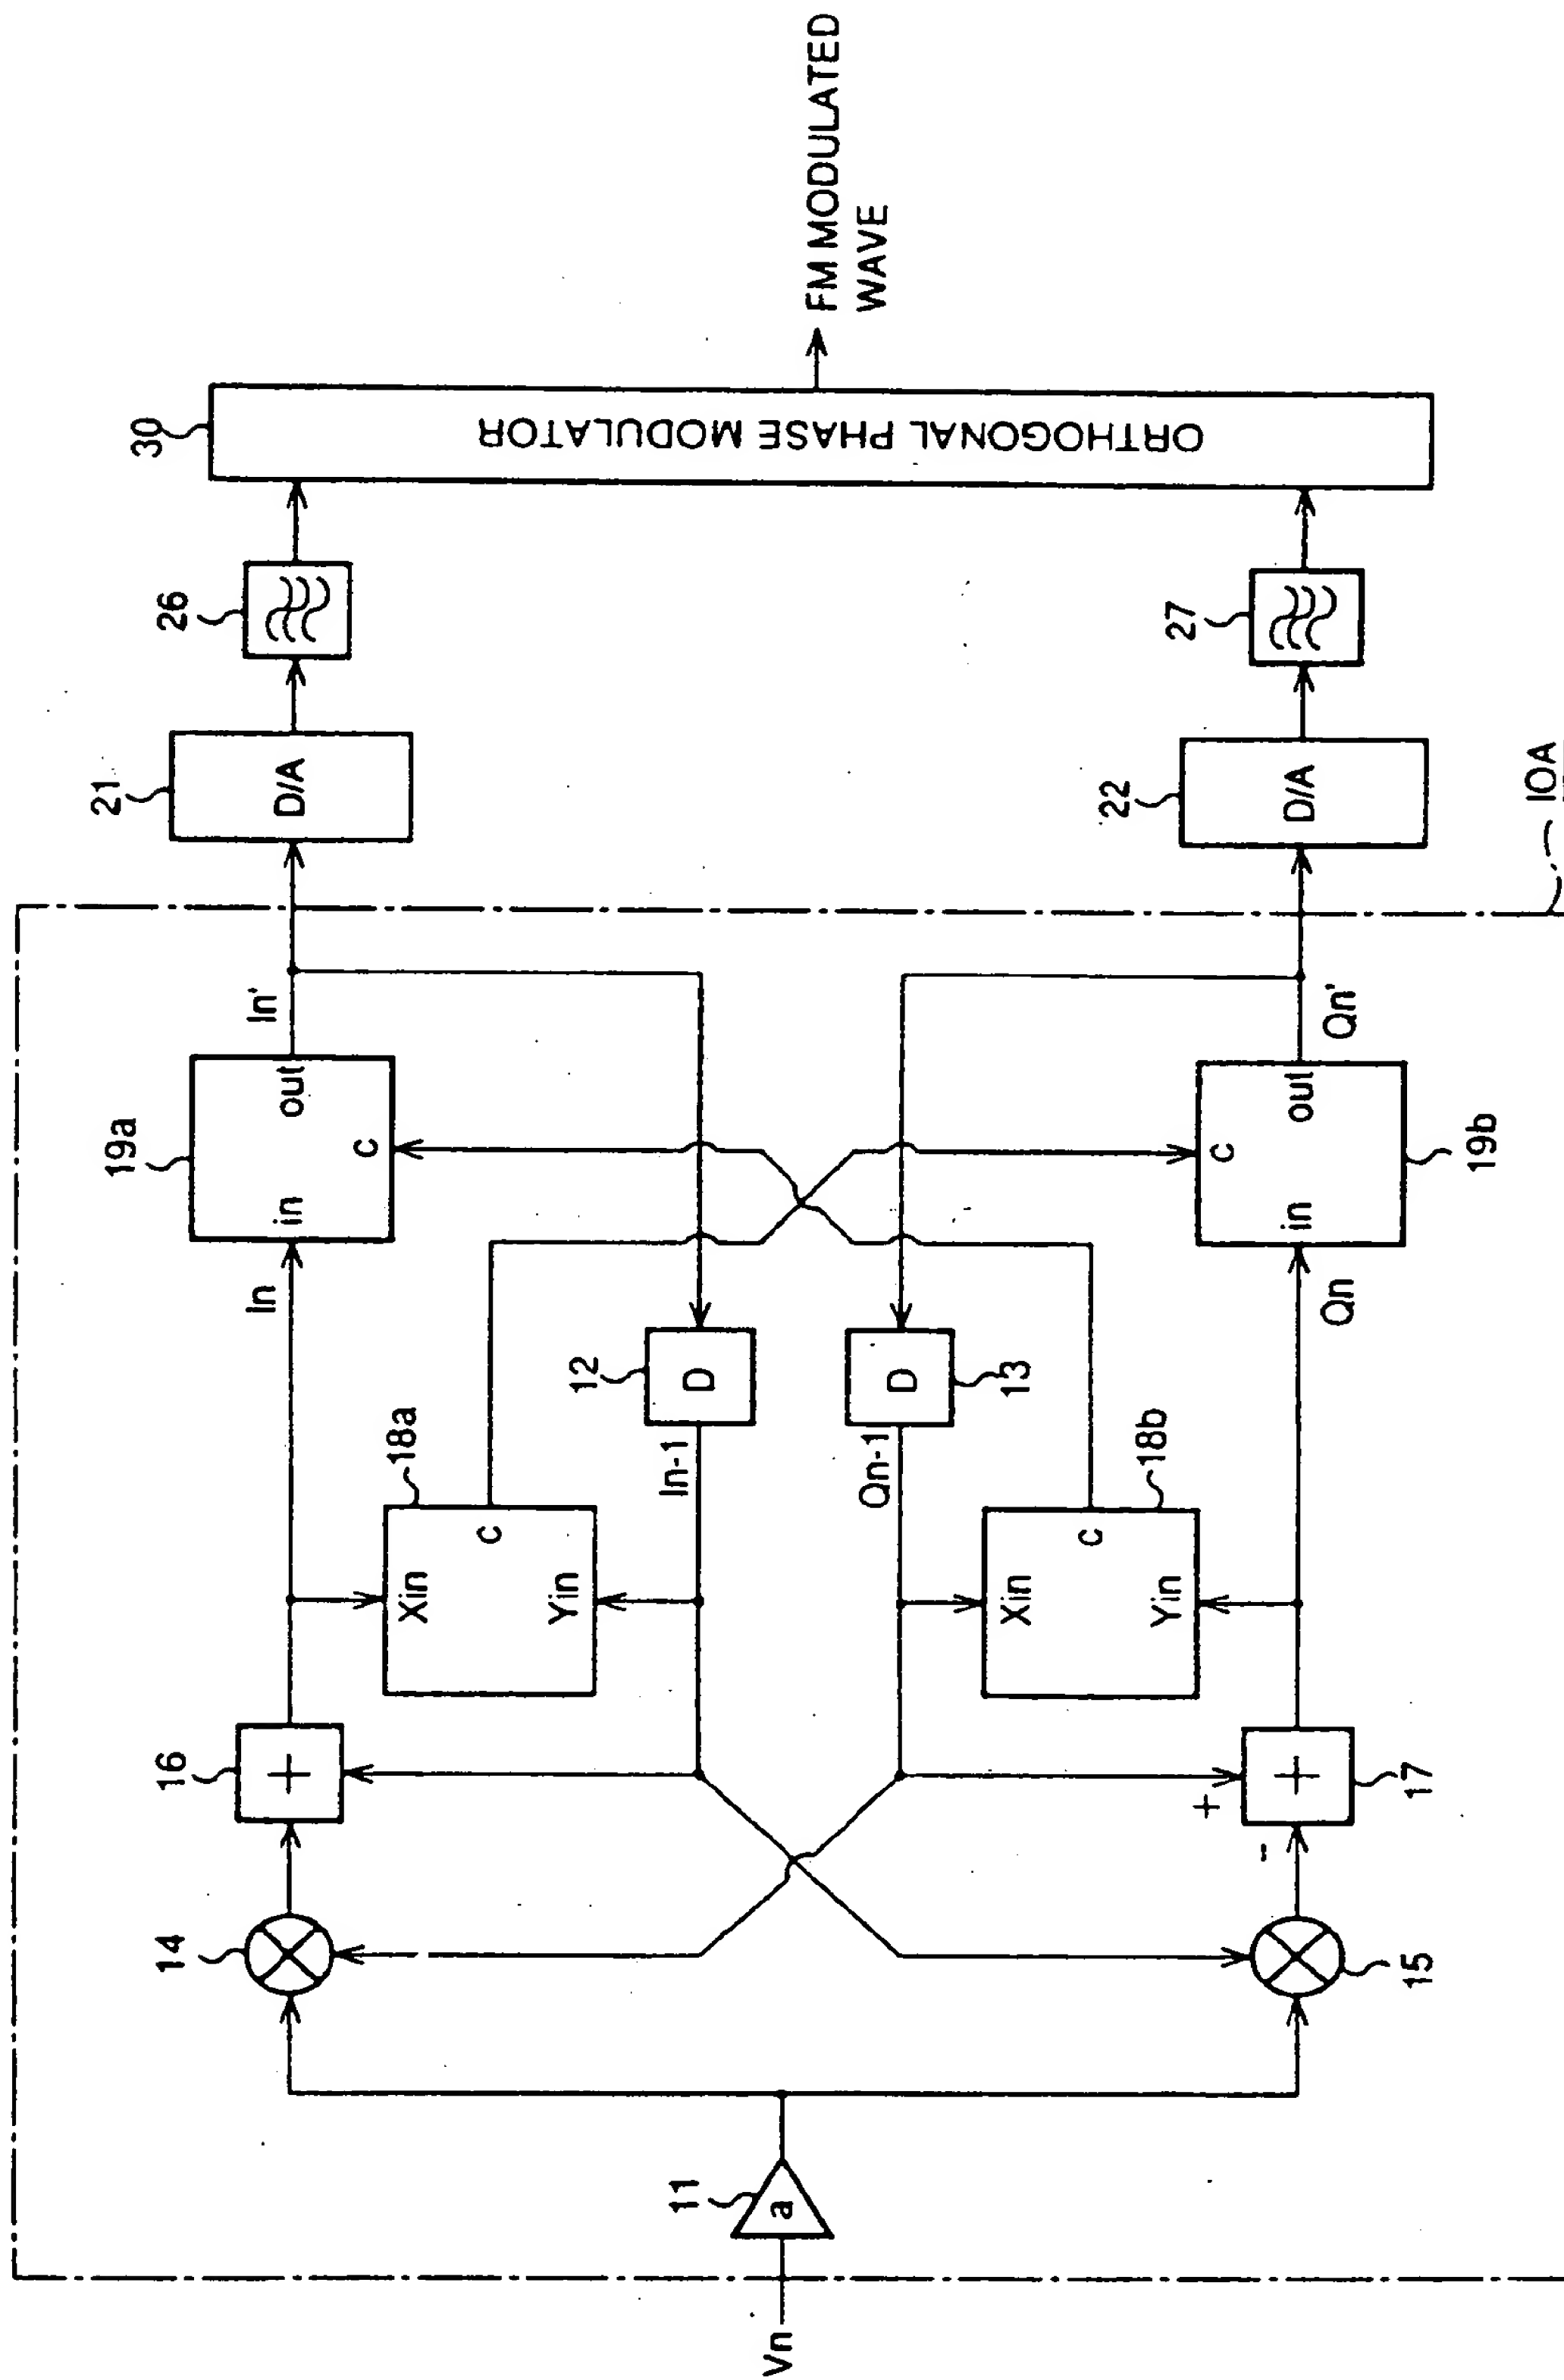 30
ORTHOGONAL PHASE MODULATOR
FM MODULATED
WAVE
26
27
21
D/A
22
D/A
10A
In'
Qn'
19a
in
out
c
19b
in
out
c
In
Qn
12
D
13
D
In-1
Qn-1
18a
Xin
c
Yin
18b
Xin
c
Yin
16
+
17
+
+
-
14
15
11
a
Vn